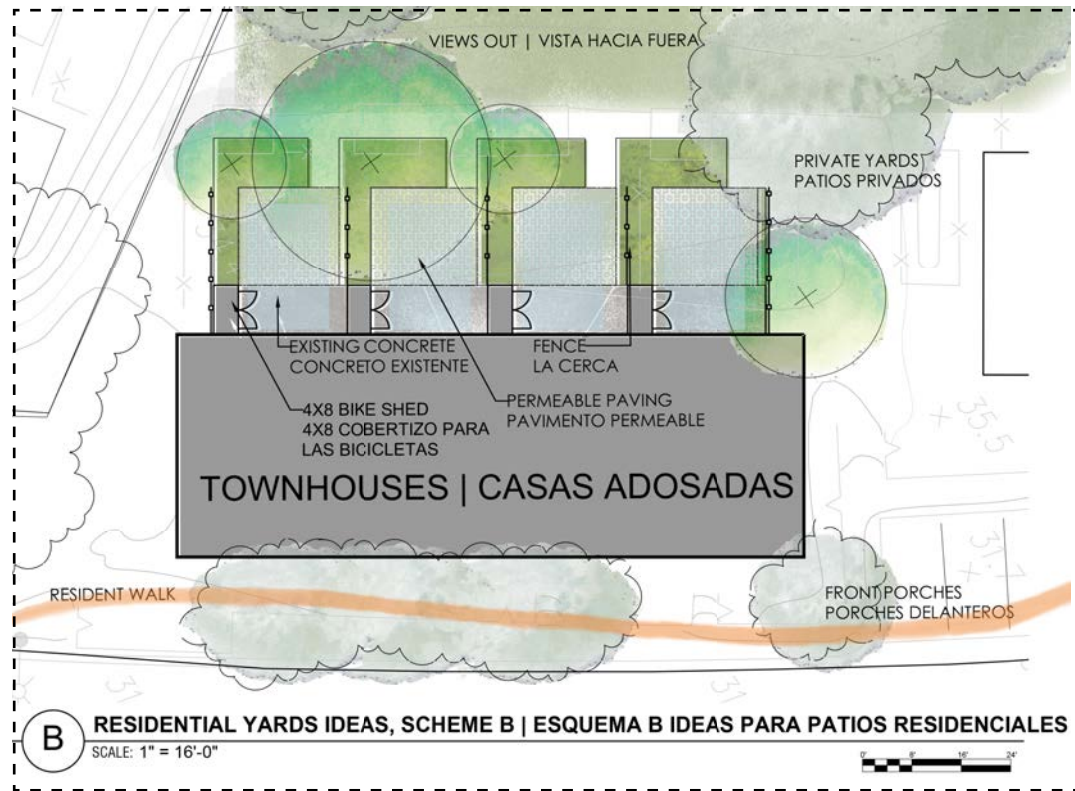 VIEWS OUT | VISTA HACIA FUERA
PRIVATE YARDS
PATIOS PRIVADOS
EXISTING CONCRETE
CONCRETO EXISTENTE
FENCE
LA CERCA
4X8 BIKE SHED
4X8 COBERTIZO PARA
LAS BICICLETAS
PERMEABLE PAVING
PAVIMENTO PERMEABLE
TOWNHOUSES | CASAS ADOSADAS
35.5
31.7
RESIDENT WALK
FRONT PORCHES
PORCHES DELANTEROS
31
31
B
RESIDENTIAL YARDS IDEAS, SCHEME B | ESQUEMA B IDEAS PARA PATIOS RESIDENCIALES
SCALE: 1" = 16'-0"
0' 8' 16' 24'